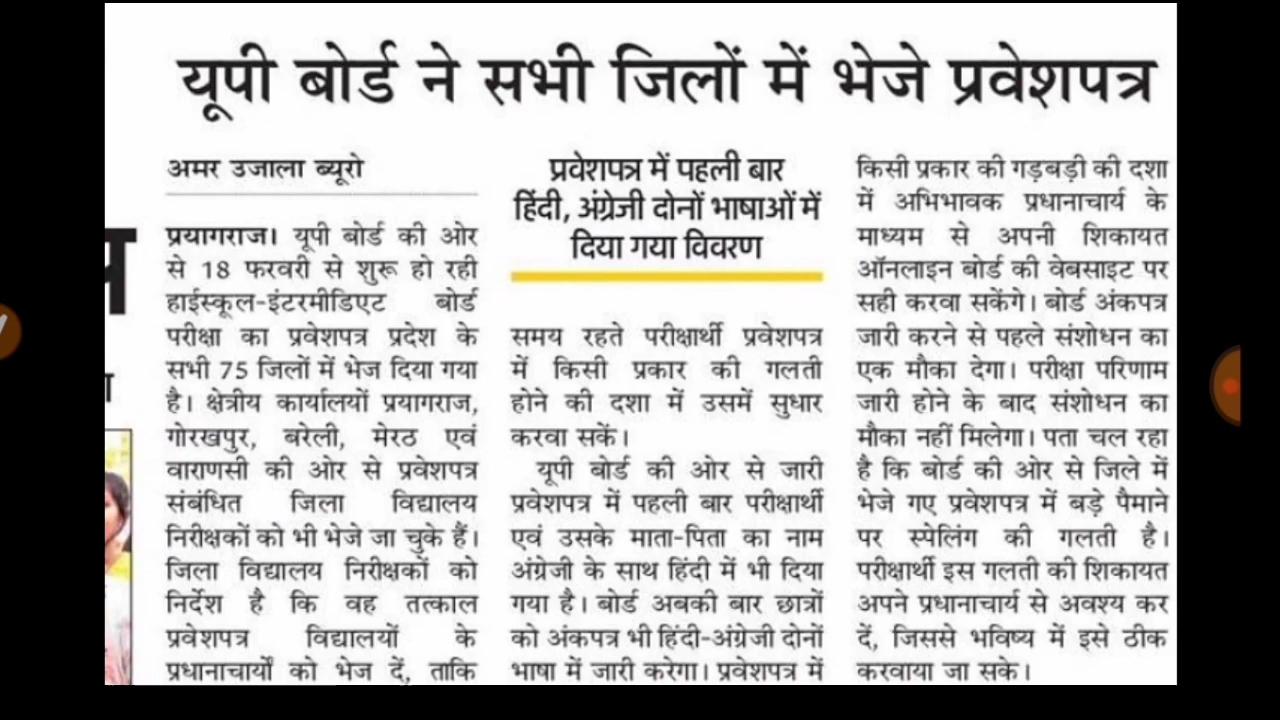 यूपी बोर्ड ने सभी जिलों में भेजे प्रवेशपत्र
अमर उजाला ब्यूरो
प्रयागराज। यूपी बोर्ड की ओर
से 18 फरवरी से शुरू हो रही
हाईस्कूल-इंटरमीडिएट बोर्ड
परीक्षा का प्रवेशपत्र प्रदेश के
सभी 75 जिलों में भेज दिया गया
है। क्षेत्रीय कार्यालयों प्रयागराज,
गोरखपुर, बरेली, मेरठ एवं
वाराणसी की ओर से प्रवेशपत्र
संबंधित जिला विद्यालय
निरीक्षकों को भी भेजे जा चुके हैं।
जिला विद्यालय निरीक्षकों को
निर्देश है कि वह तत्काल
प्रवेशपत्र विद्यालयों के
प्रधानाचार्यों को भेज दें, ताकि
प्रवेशपत्र में पहली बार
हिंदी, अंग्रेजी दोनों भाषाओं में
दिया गया विवरण
समय रहते परीक्षार्थी प्रवेशपत्र
में किसी प्रकार की गलती
होने की दशा में उसमें सुधार
करवा सकें।
यूपी बोर्ड की ओर से जारी
प्रवेशपत्र में पहली बार परीक्षार्थी
एवं उसके माता-पिता का नाम
अंग्रेजी के साथ हिंदी में भी दिया
गया है। बोर्ड अबकी बार छात्रों
को अंकपत्र भी हिंदी-अंग्रेजी दोनों
भाषा में जारी करेगा। प्रवेशपत्र में
किसी प्रकार की गड़बड़ी की दशा
में अभिभावक प्रधानाचार्य के
माध्यम से अपनी शिकायत
ऑनलाइन बोर्ड की वेबसाइट पर
सही करवा सकेंगे। बोर्ड अंकपत्र
जारी करने से पहले संशोधन का
एक मौका देगा। परीक्षा परिणाम
जारी होने के बाद संशोधन का
मौका नहीं मिलेगा। पता चल रहा
है कि बोर्ड की ओर से जिले में
भेजे गए प्रवेशपत्र में बड़े पैमाने
पर स्पेलिंग की गलती है।
परीक्षार्थी इस गलती की शिकायत
अपने प्रधानाचार्य से अवश्य कर
दें, जिससे भविष्य में इसे ठीक
करवाया जा सके।